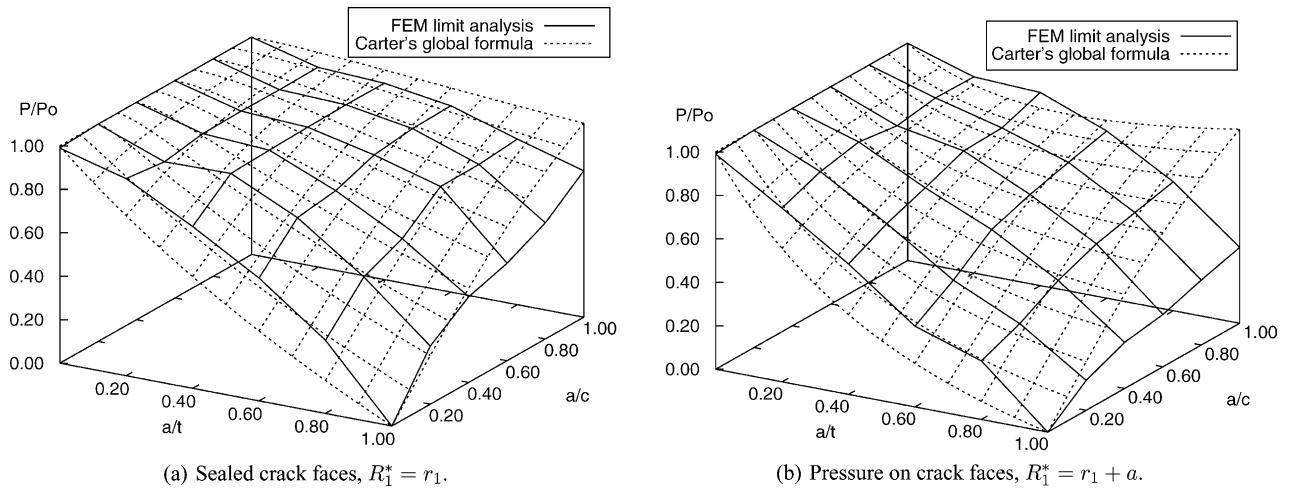 FEM limit analysis
Carter's global formula
P/Po
1.00
0.80
0.60
0.40
0.20
0.00
0.20
0.40
0.60
0.80
1.00
a/t
0.20
0.40
0.60
0.80
1.00
a/c
(a) Sealed crack faces, R₁* = r₁.
FEM limit analysis
Carter's global formula
P/Po
1.00
0.80
0.60
0.40
0.20
0.00
0.20
0.40
0.60
0.80
1.00
a/t
0.20
0.40
0.60
0.80
1.00
a/c
(b) Pressure on crack faces, R₁* = r₁ + a.